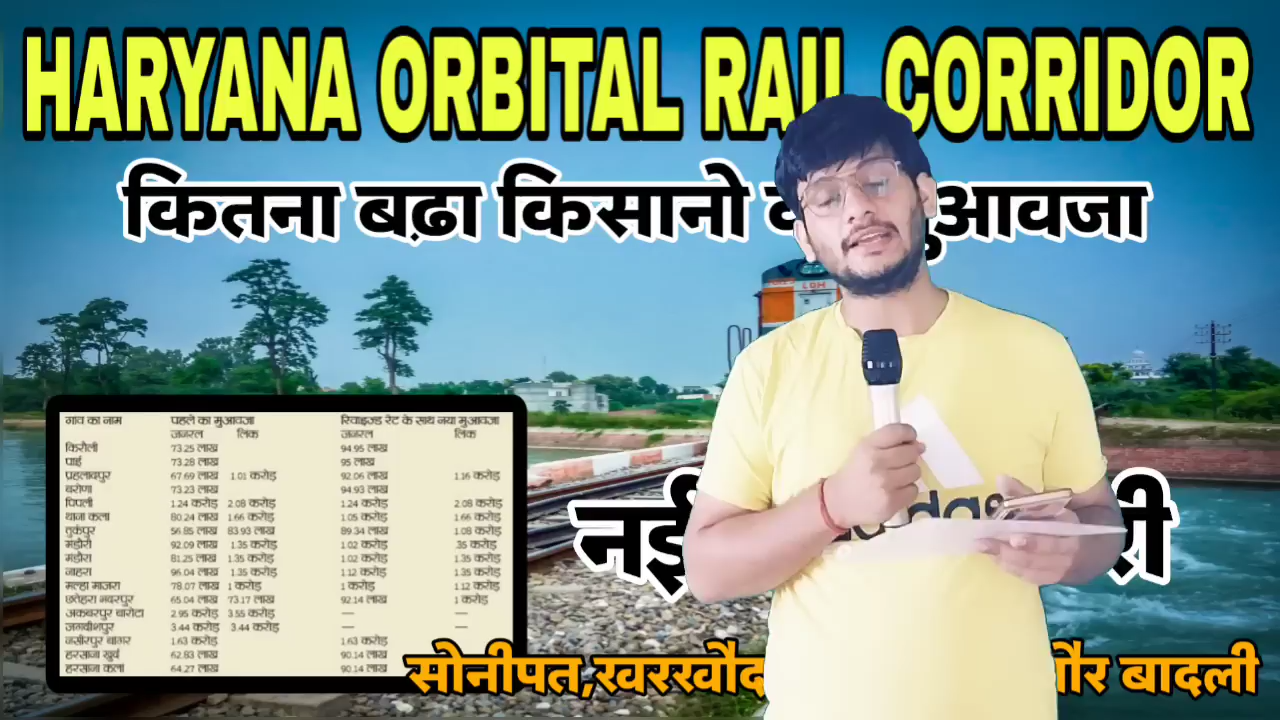 HARYANA ORBITAL RAIL CORRIDOR
कितना बढ़ा किसानो मुआवजा
LDH
गाव का नाम पहले का मुआवजा रिवाइज्ड रेट के साथ नया मुआवजा
जनरल लिंक जनरल लिंक
किरौली 73.25 लाख 94.95 लाख
पाई 73.28 लाख 95 लाख
प्रहलादपुर 67.69 लाख 1.01 करोड़ 92.06 लाख 1.16 करोड़
बरोणा 73.23 लाख 94.93 लाख
पिपली 1.24 करोड़ 2.08 करोड़ 1.24 करोड़ 2.08 करोड़
थाना कला 80.24 लाख 1.66 करोड़ 1.05 करोड़ 1.66 करोड़
तुर्कपुर 56.85 लाख 83.93 लाख 89.34 लाख 1.08 करोड़
मंडोरी 92.09 लाख 1.35 करोड़ 1.02 करोड़ .35 करोड़
मंडोरा 81.25 लाख 1.35 करोड़ 1.02 करोड़ 1.35 करोड़
नाहरा 96.04 लाख 1.35 करोड़ 1.12 करोड़ 1.35 करोड़
मल्हा माजरा 78.07 लाख 1 करोड़ 1 करोड़ 1.12 करोड़
छतेहरा 65.04 लाख 73.17 लाख 92.14 लाख 1 करोड़
अकबरपुर बारोटा 2.95 करोड़ 3.55 करोड़ — —
जगदीशपुर 3.44 करोड़ 3.44 करोड़ — —
नसीरपुर बांगर 1.63 करोड़ 1.63 करोड़
हरसाना खुर्द 62.83 लाख 90.14 लाख
हरसाना कला 64.27 लाख 90.14 लाख
नई
adidas
सोनीपत,खरखौद और बादली